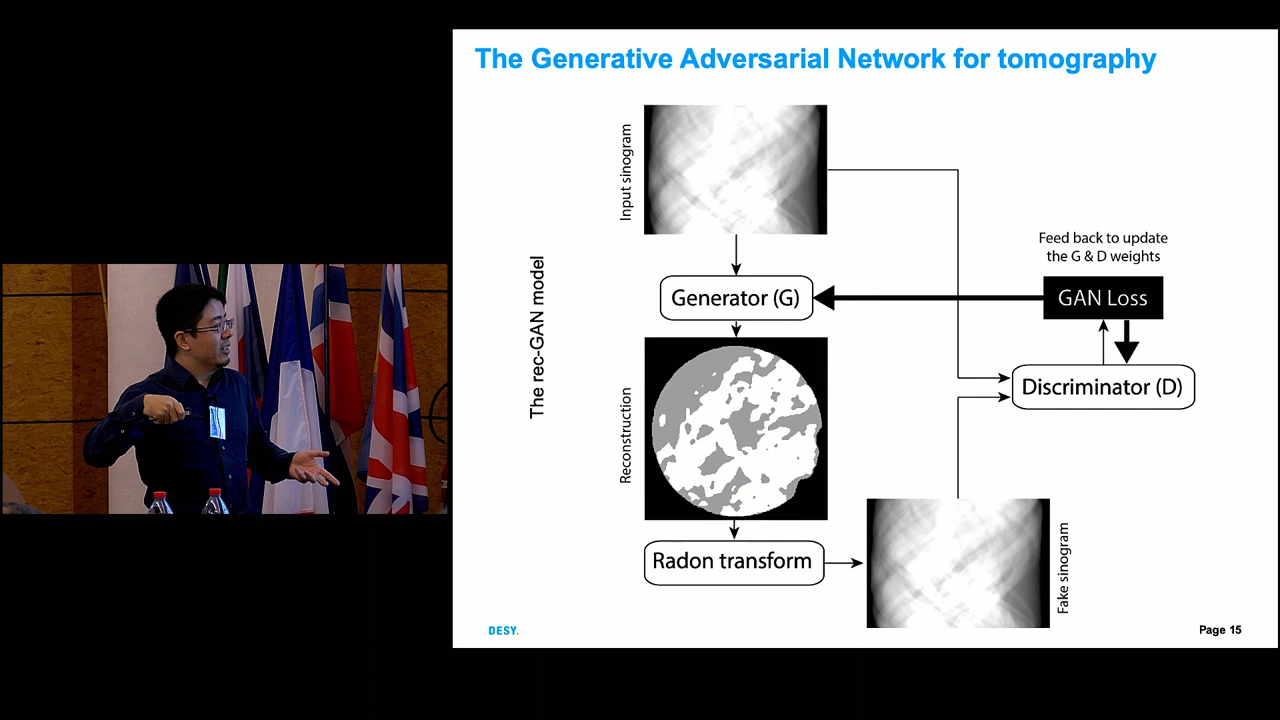 The Generative Adversarial Network for tomography
Input sinogram
Feed back to update
the G & D weights
The rec-GAN model
Generator (G)
GAN Loss
Discriminator (D)
Reconstruction
Radon transform
Fake sinogram
DESY.
Page 15